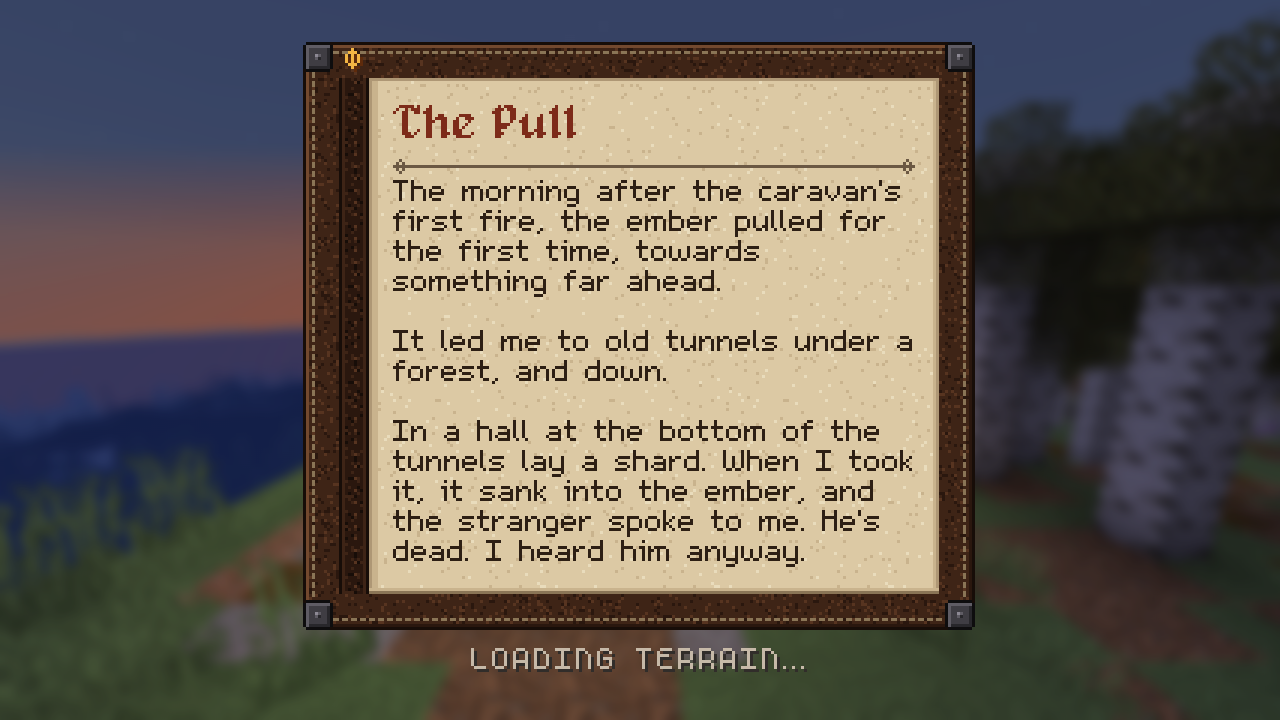 The Pull
The morning after the caravan's
first fire, the ember pulled for
the first time, towards
something far ahead.
It led me to old tunnels under a
forest, and down.
In a hall at the bottom of the
tunnels lay a shard. When I took
it, it sank into the ember, and
the stranger spoke to me. He's
dead. I heard him anyway.
LOADING TERRAIN...